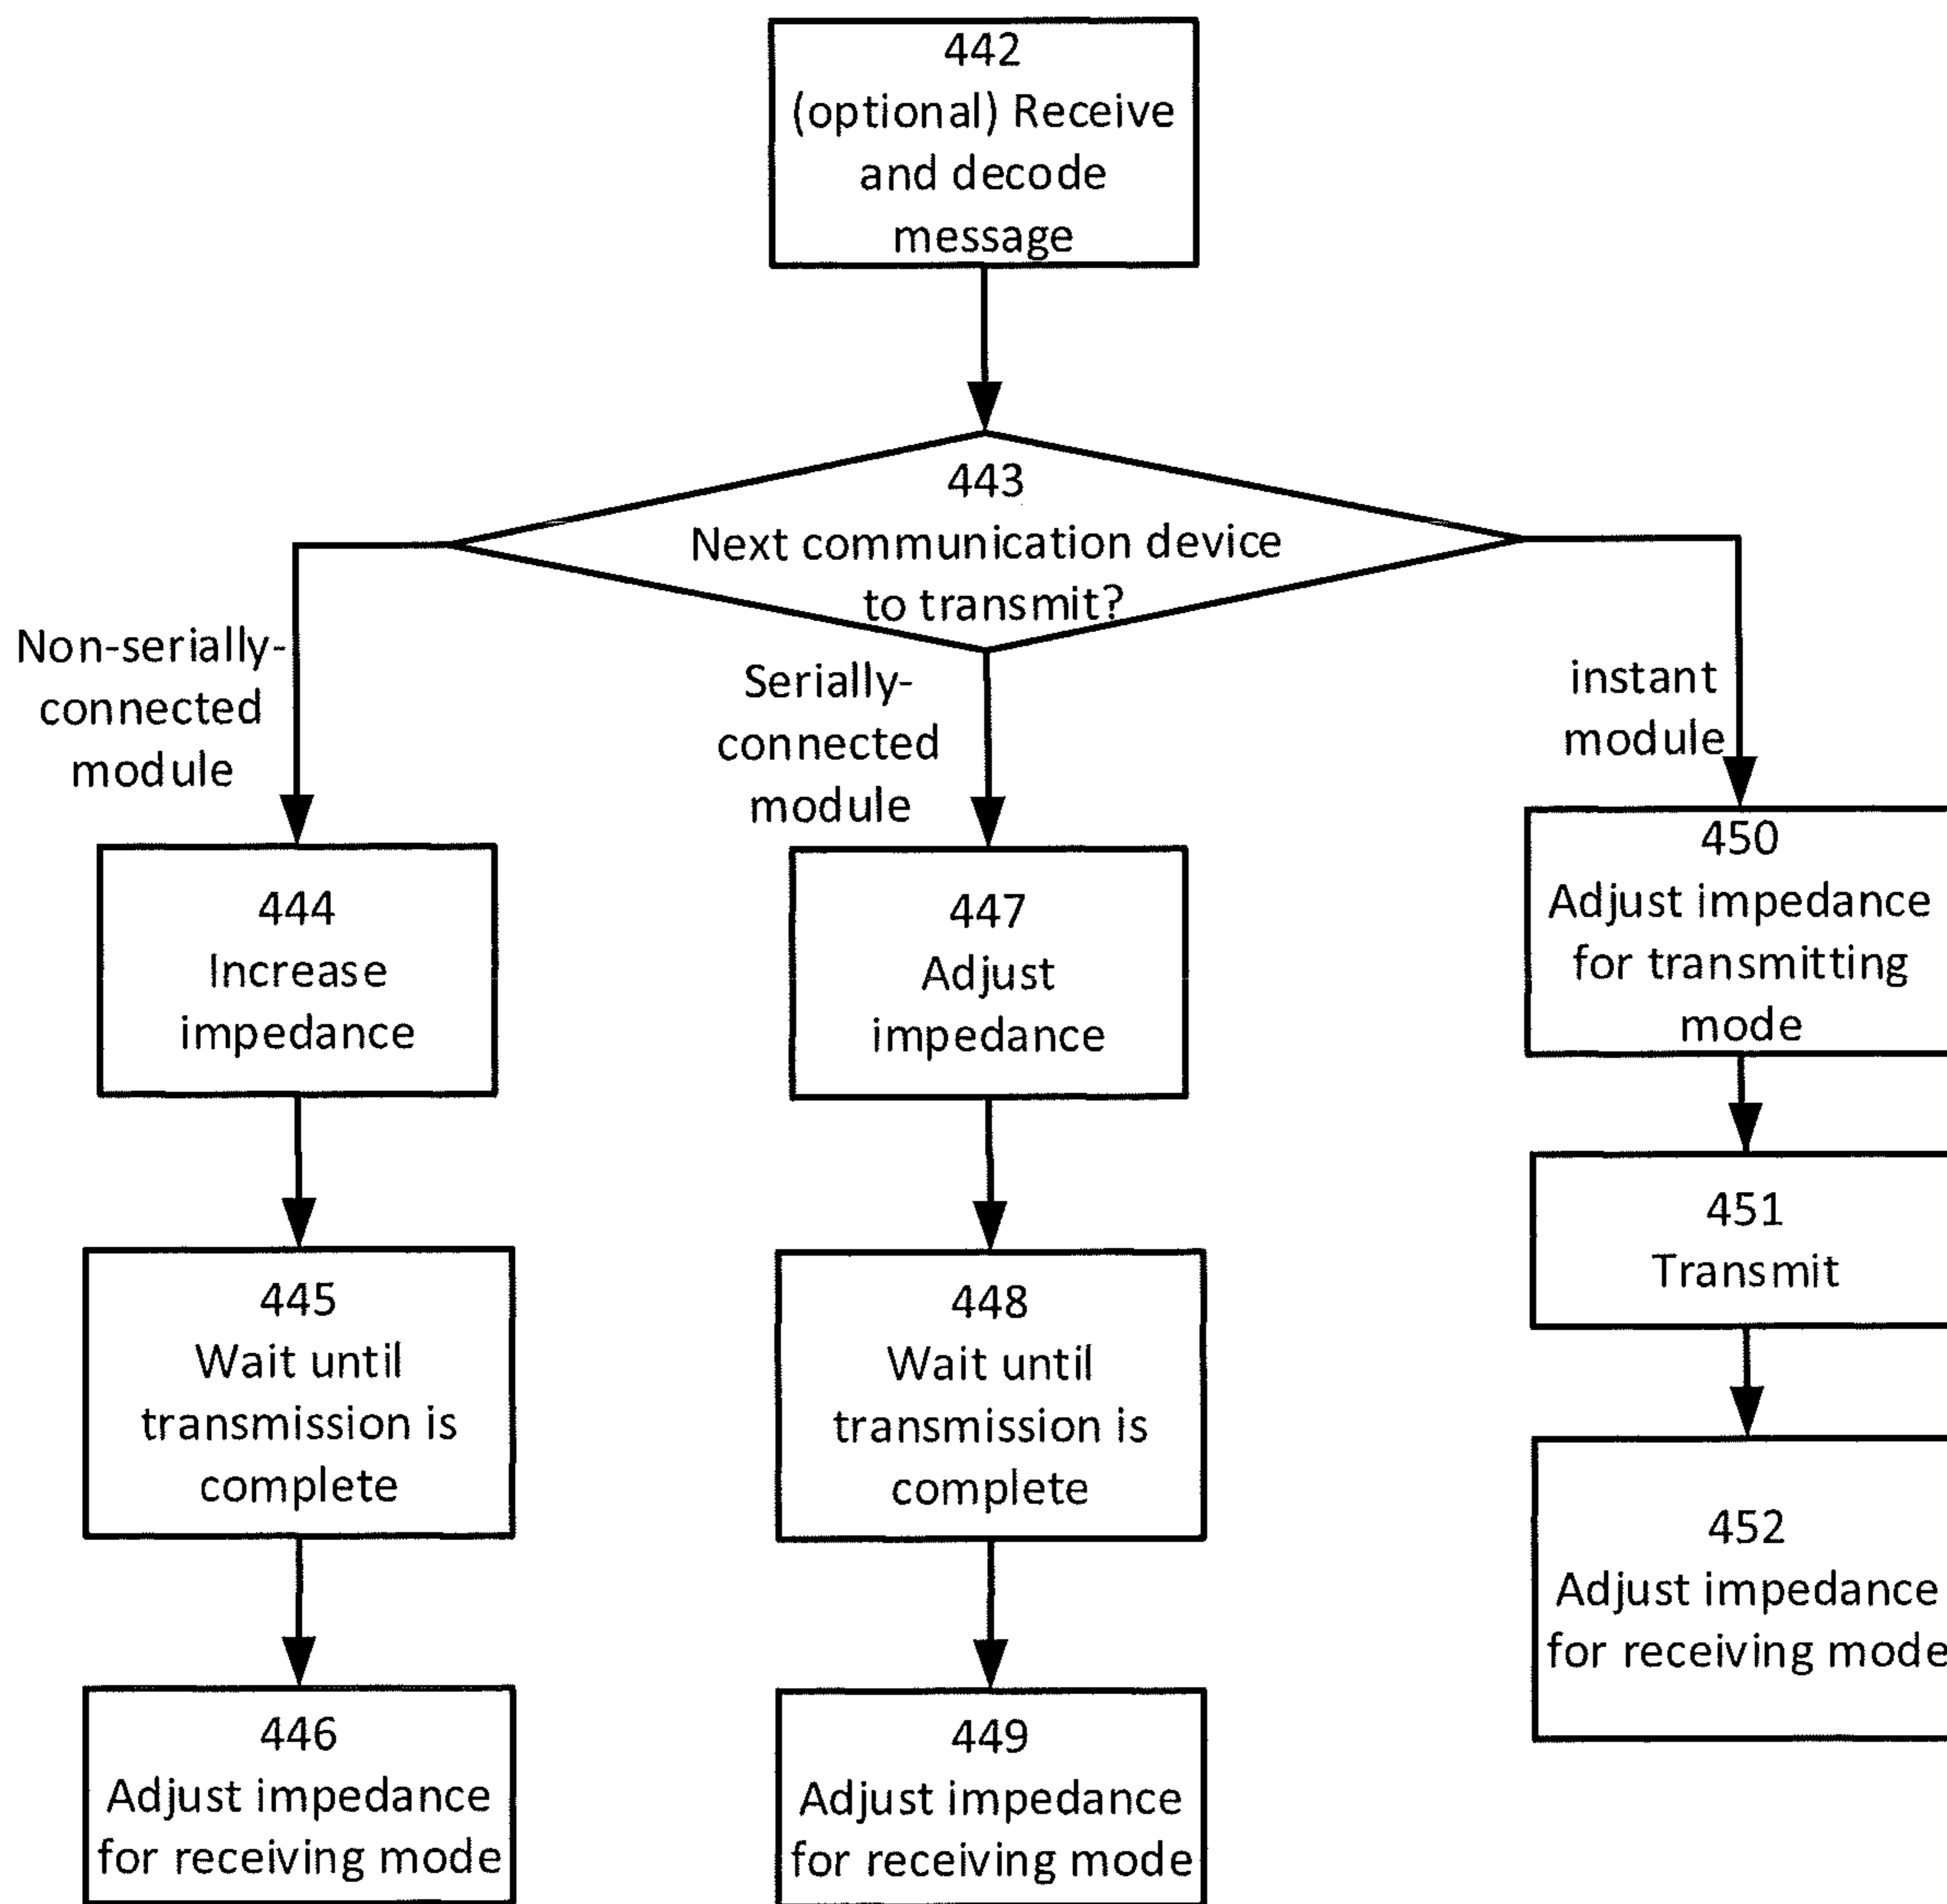 442
(optional) Receive
and decode
message
443
Next communication device
to transmit?
Non-serially-
connected
module
Serially-
connected
module
instant
module
444
Increase
impedance
445
Wait until
transmission is
complete
446
Adjust impedance
for receiving mode
447
Adjust
impedance
448
Wait until
transmission is
complete
449
Adjust impedance
for receiving mode
450
Adjust impedance
for transmitting
mode
451
Transmit
452
Adjust impedance
for receiving mode